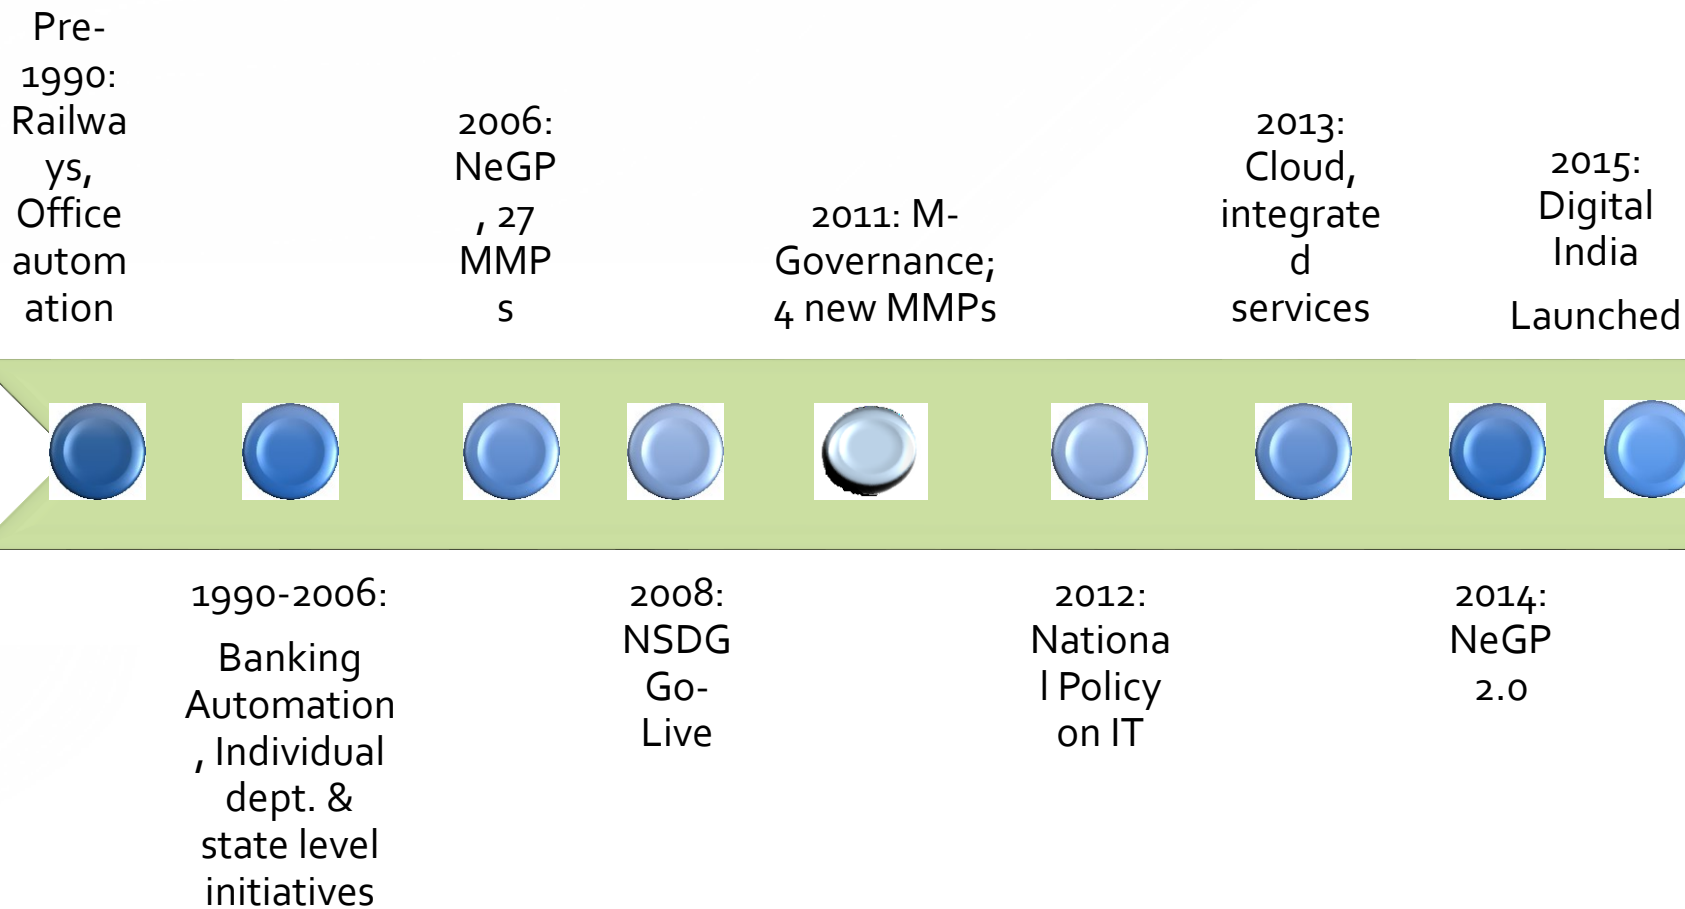 Pre-
1990:
Railwa
ys,
Office
autom
ation
1990-2006:
Banking
Automation
, Individual
dept. &
state level
initiatives
2006:
NeGP
, 27
MMP
s
2008:
NSDG
Go-
Live
2011: M-
Governance;
4 new MMPs
2012:
Nationa
l Policy
on IT
2013:
Cloud,
integrate
d
services
2014:
NeGP
2.0
2015:
Digital
India
Launched